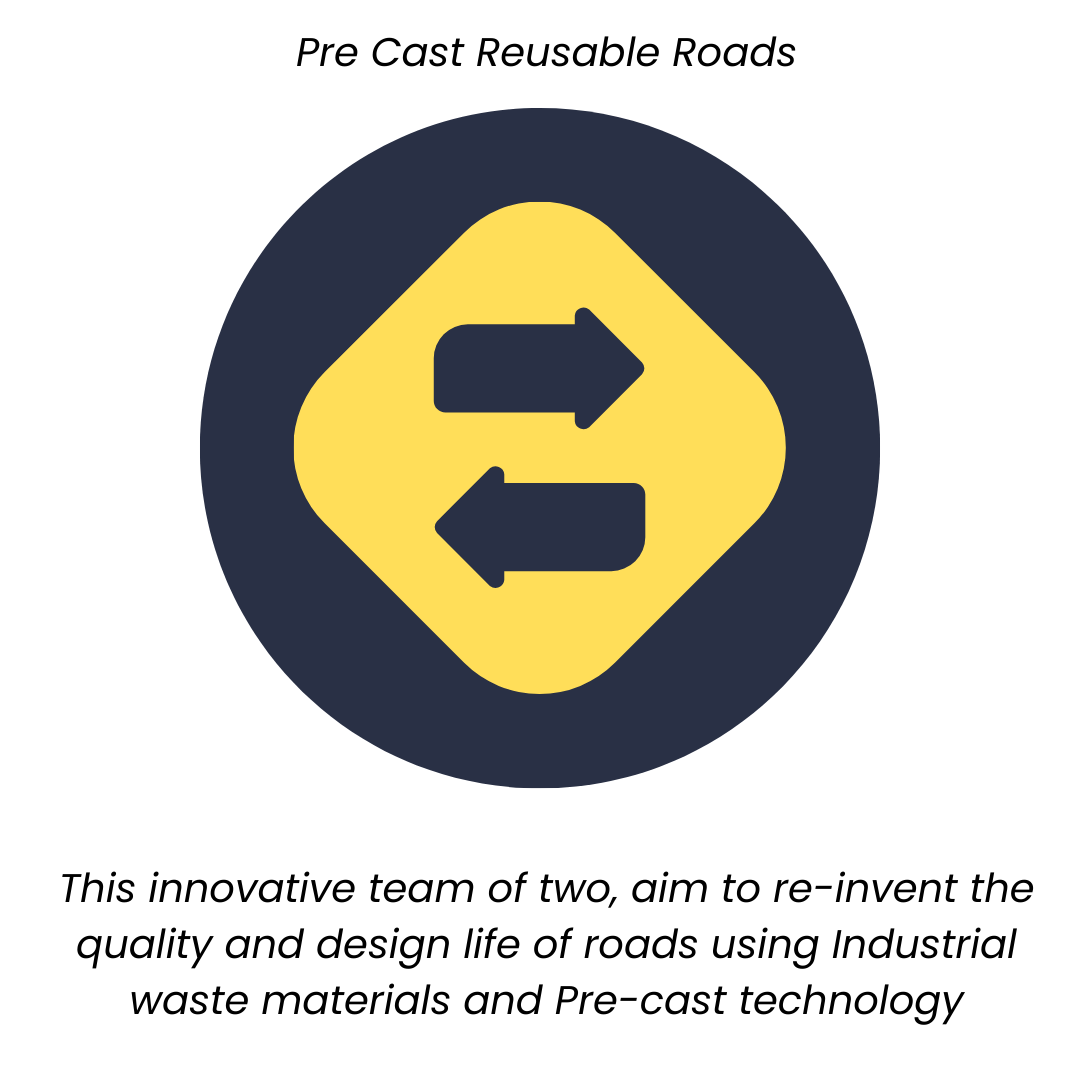 Pre Cast Reusable Roads
This innovative team of two, aim to re-invent the
quality and design life of roads using Industrial
waste materials and Pre-cast technology